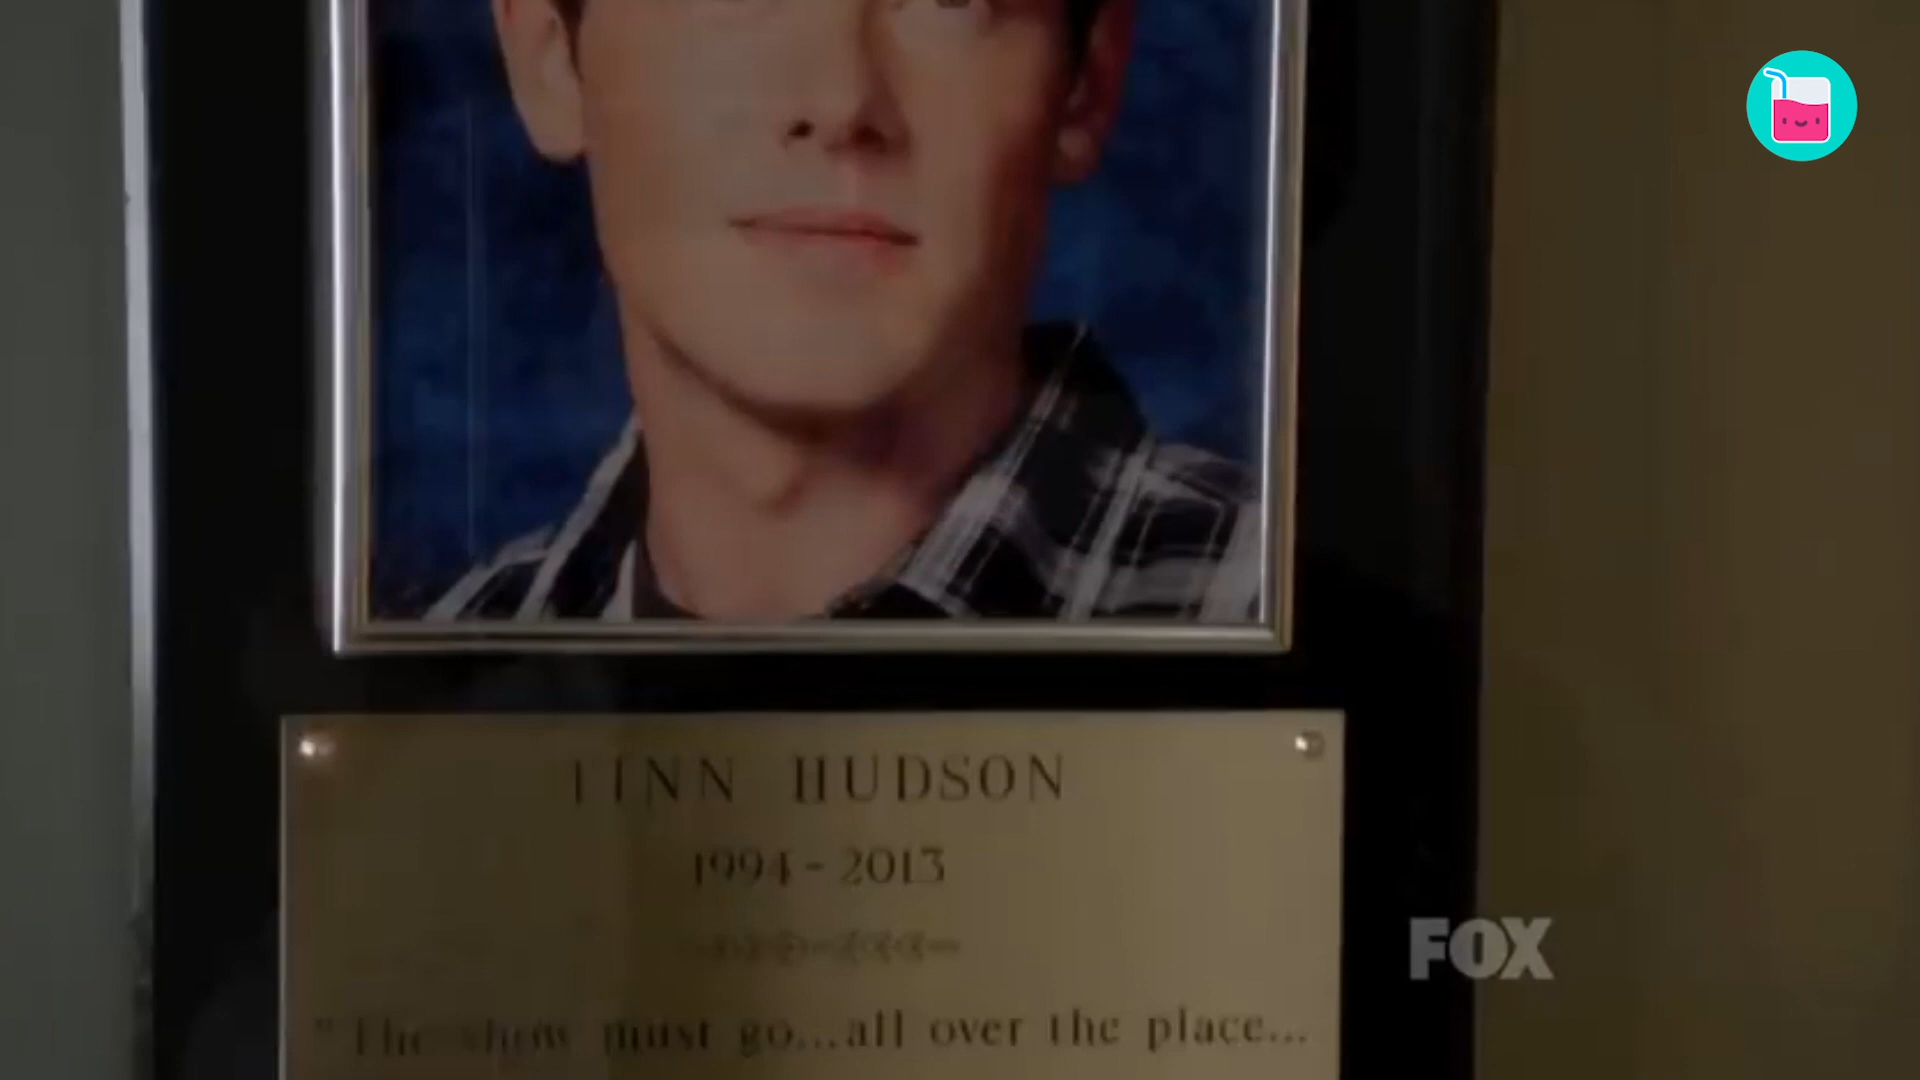 FINN HUDSON
1994 - 2013
"The show must go...all over the place...
FOX